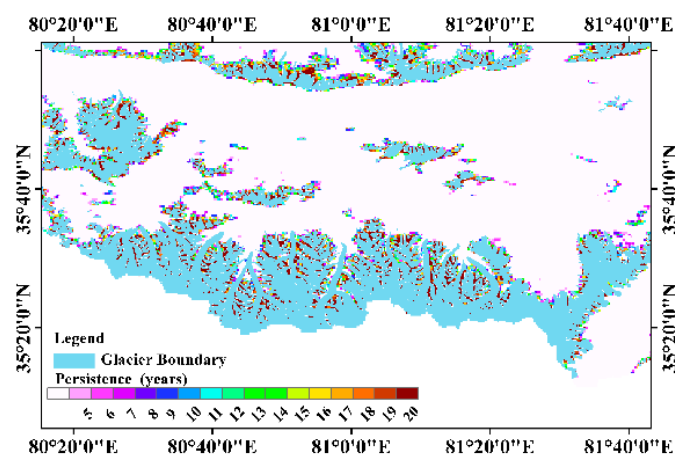 80°20'0"E 80°40'0"E 81°0'0"E 81°20'0"E 81°40'0"E
35°40'0"N 35°40'0"N
35°20'0"N 35°20'0"N
Legend
Glacier Boundary
Persistence (years)
5 6 7 8 9 10 11 12 13 14 15 16 17 18 19 20
80°20'0"E 80°40'0"E 81°0'0"E 81°20'0"E 81°40'0"E